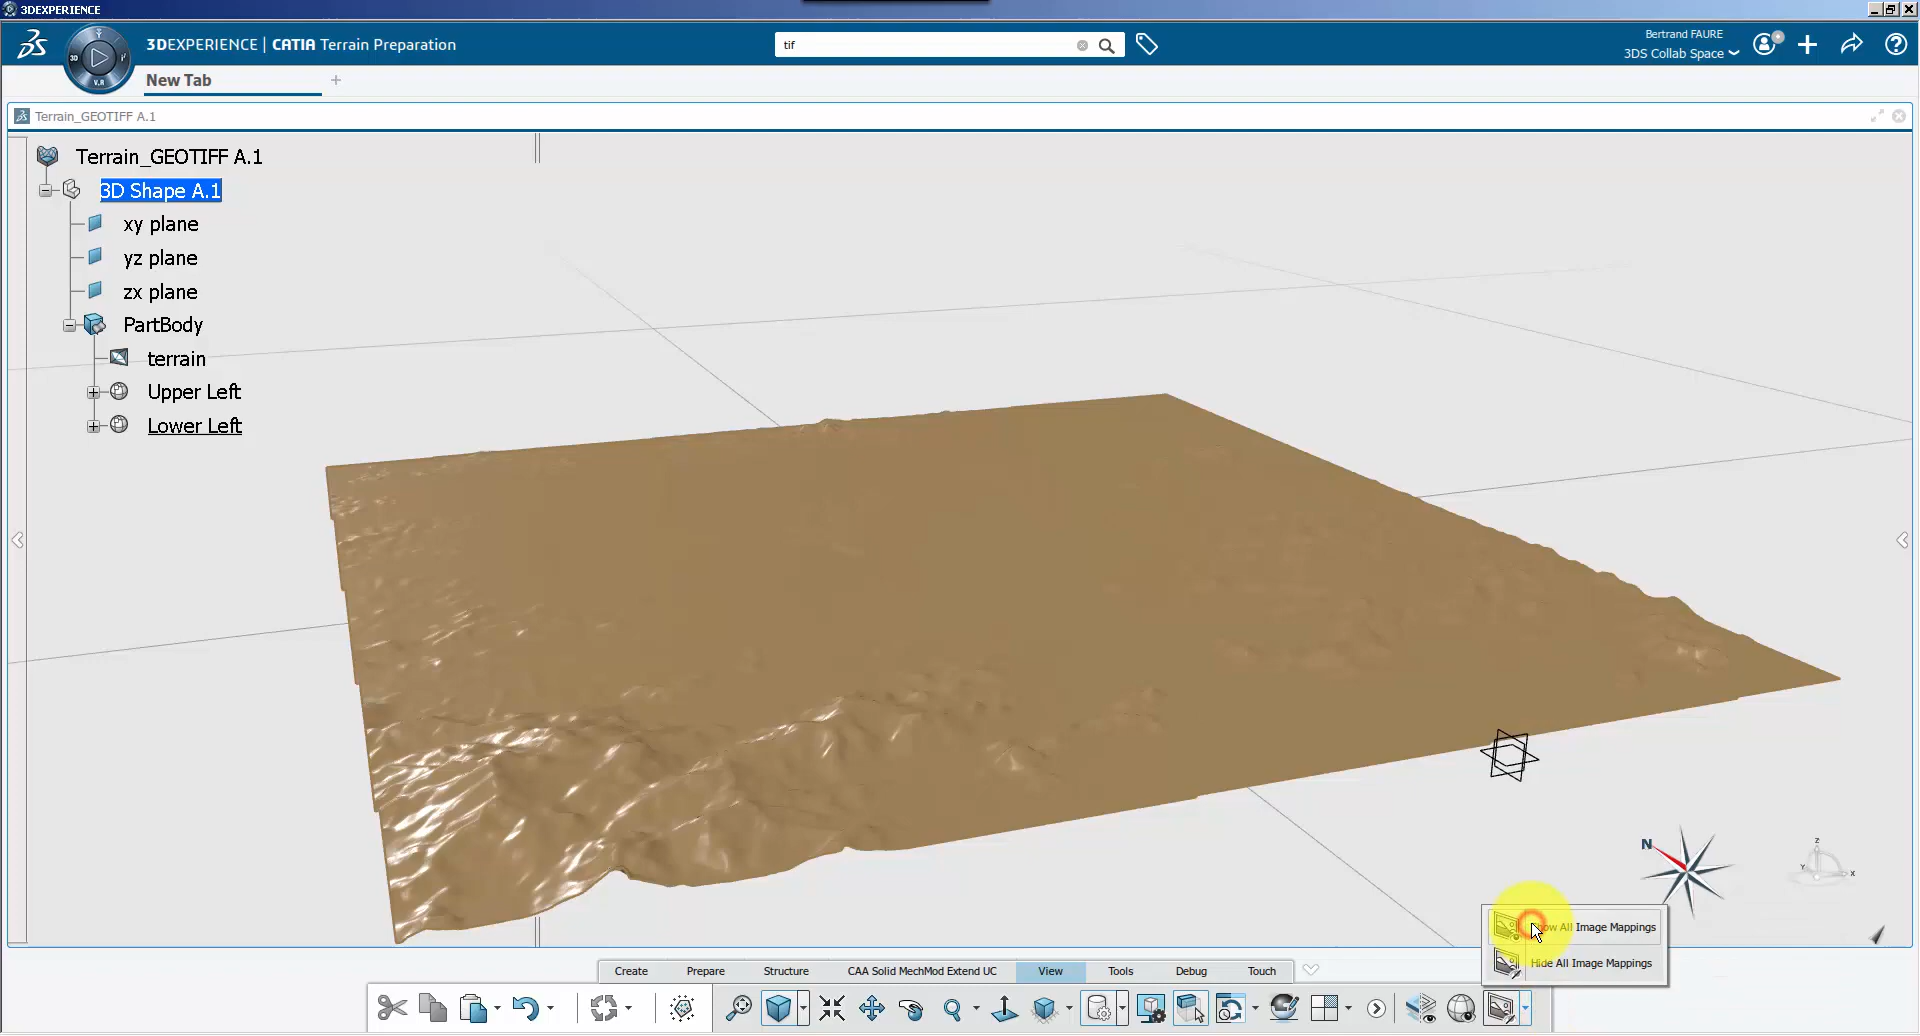 3DEXPERIENCE
3DEXPERIENCE | CATIA Terrain Preparation
tif
Bertrand FAURE
3DS Collab Space
3D
V.R
New Tab
Terrain_GEOTIFF A.1
Terrain_GEOTIFF A.1
3D Shape A.1
xy plane
yz plane
zx plane
PartBody
terrain
Upper Left
Lower Left
N
Z
Y
X
All Image Mappings
Hide All Image Mappings
Create
Prepare
Structure
CAA Solid MechMod Extend UC
View
Tools
Debug
Touch